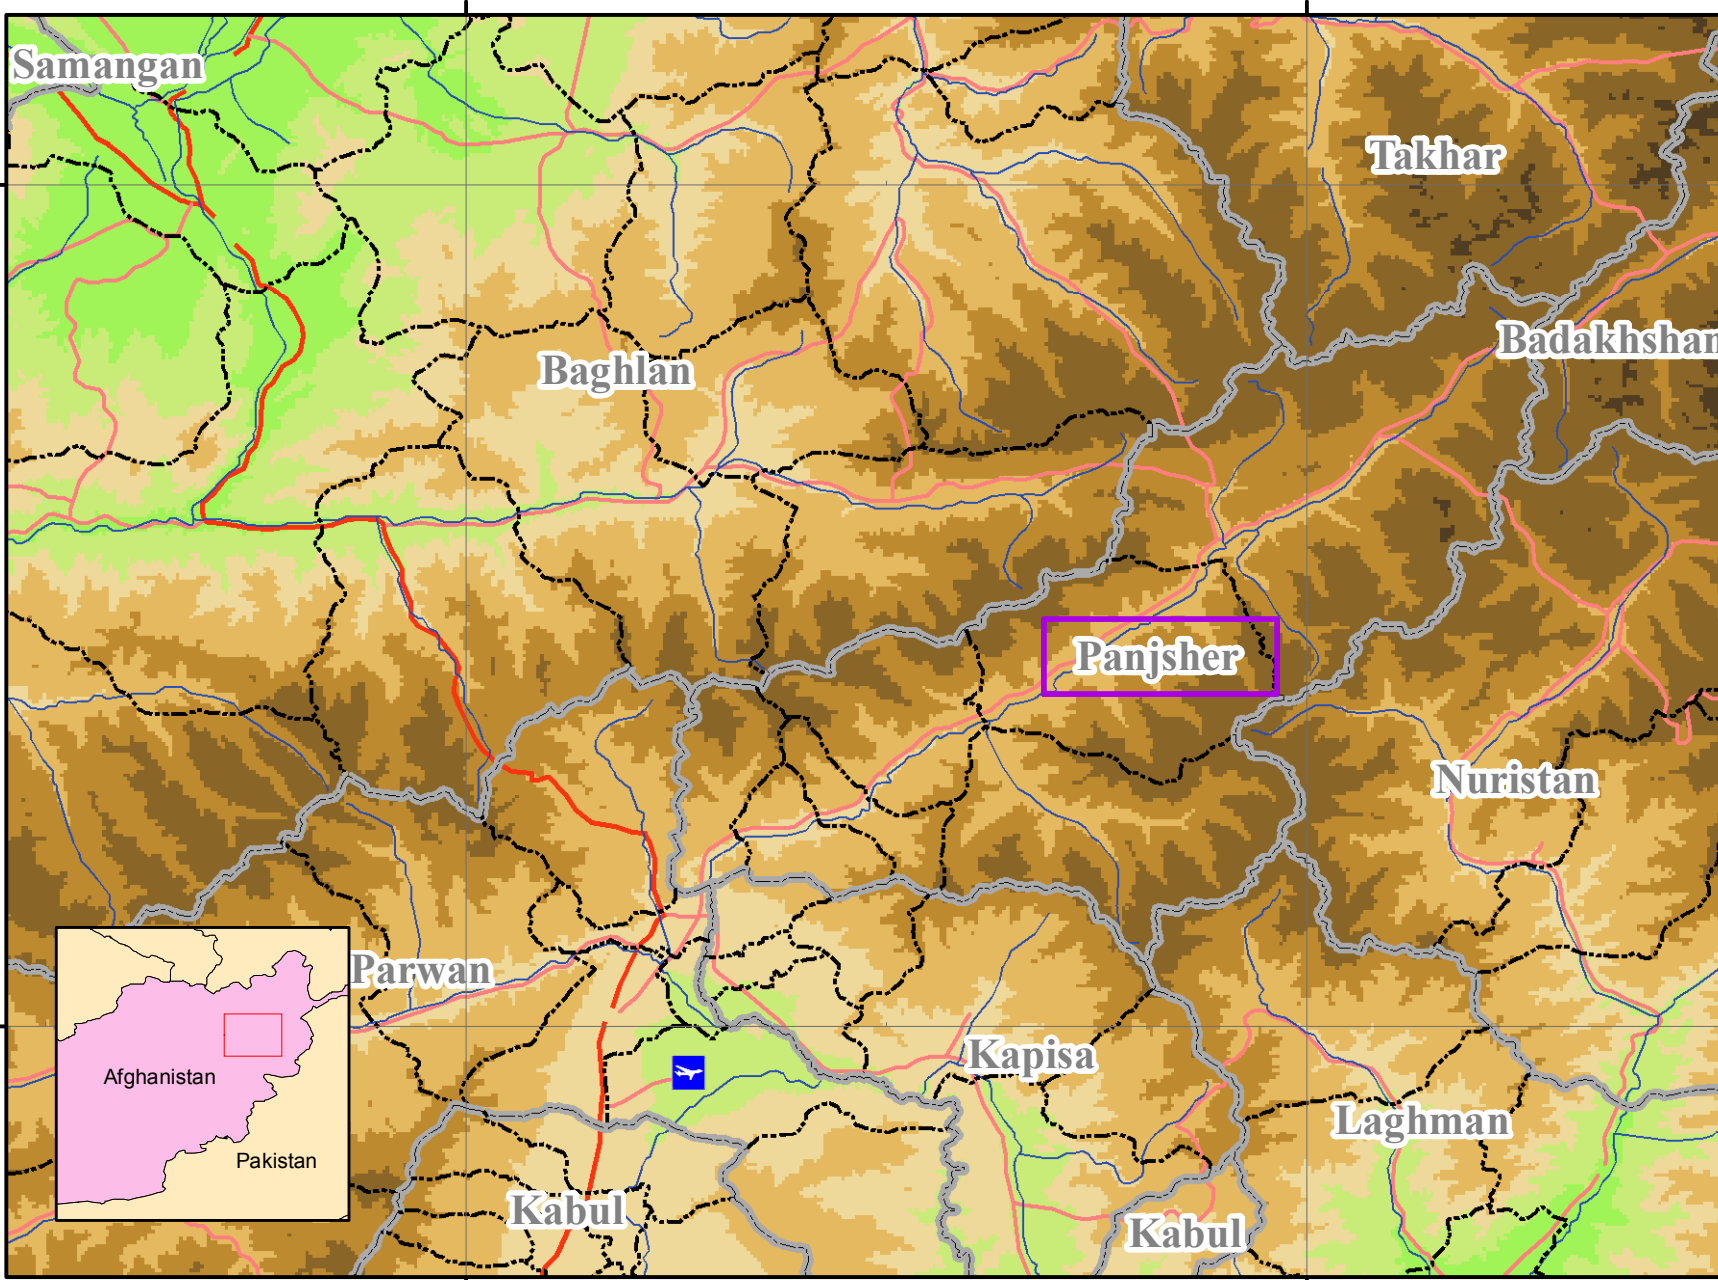 Samangan
Takhar
Badakhshan
Baghlan
Panjsher
Nuristan
Parwan
Kapisa
Afghanistan
Laghman
Pakistan
Kabul
Kabul